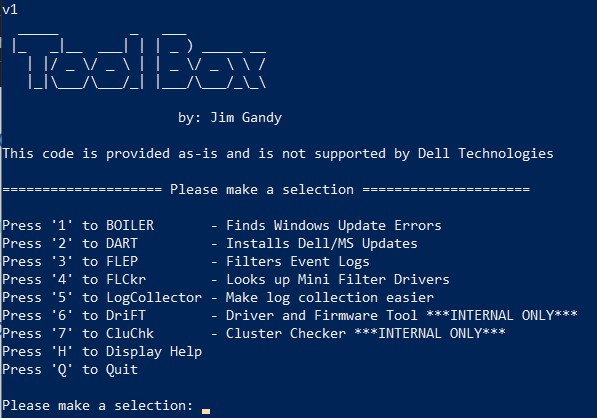 v1
Tool Box
by: Jim Gandy
This code is provided as-is and is not supported by Dell Technologies
==================== Please make a selection =====================
Press '1' to BOILER - Finds Windows Update Errors
Press '2' to DART - Installs Dell/MS Updates
Press '3' to FLEP - Filters Event Logs
Press '4' to FLCkr - Looks up Mini Filter Drivers
Press '5' to LogCollector - Make log collection easier
Press '6' to DriFT - Driver and Firmware Tool ***INTERNAL ONLY***
Press '7' to CluChk - Cluster Checker ***INTERNAL ONLY***
Press 'H' to Display Help
Press 'Q' to Quit
Please make a selection: